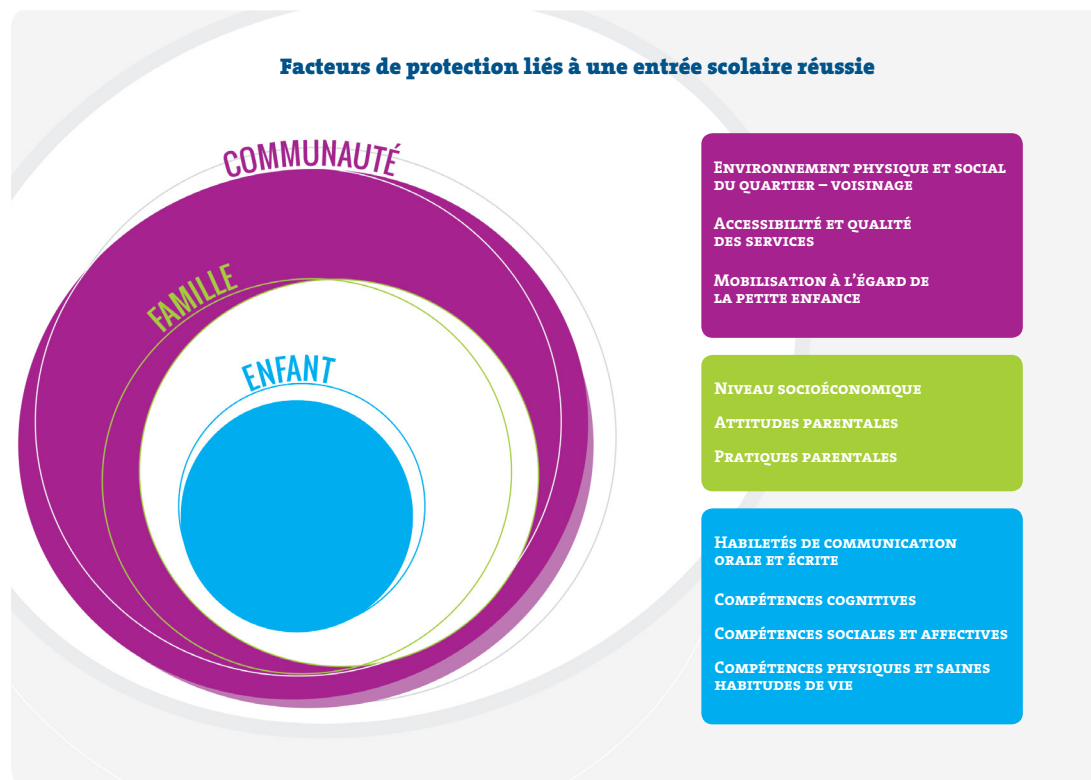 Facteurs de protection liés à une entrée scolaire réussie
COMMUNAUTÉ
FAMILLE
ENFANT
Environnement physique et social
du quartier – voisinage
Accessibilité et qualité
des services
Mobilisation à l’égard de
la petite enfance
Niveau socioéconomique
Attitudes parentales
Pratiques parentales
Habiletés de communication
orale et écrite
Compétences cognitives
Compétences sociales et affectives
Compétences physiques et saines
habitudes de vie